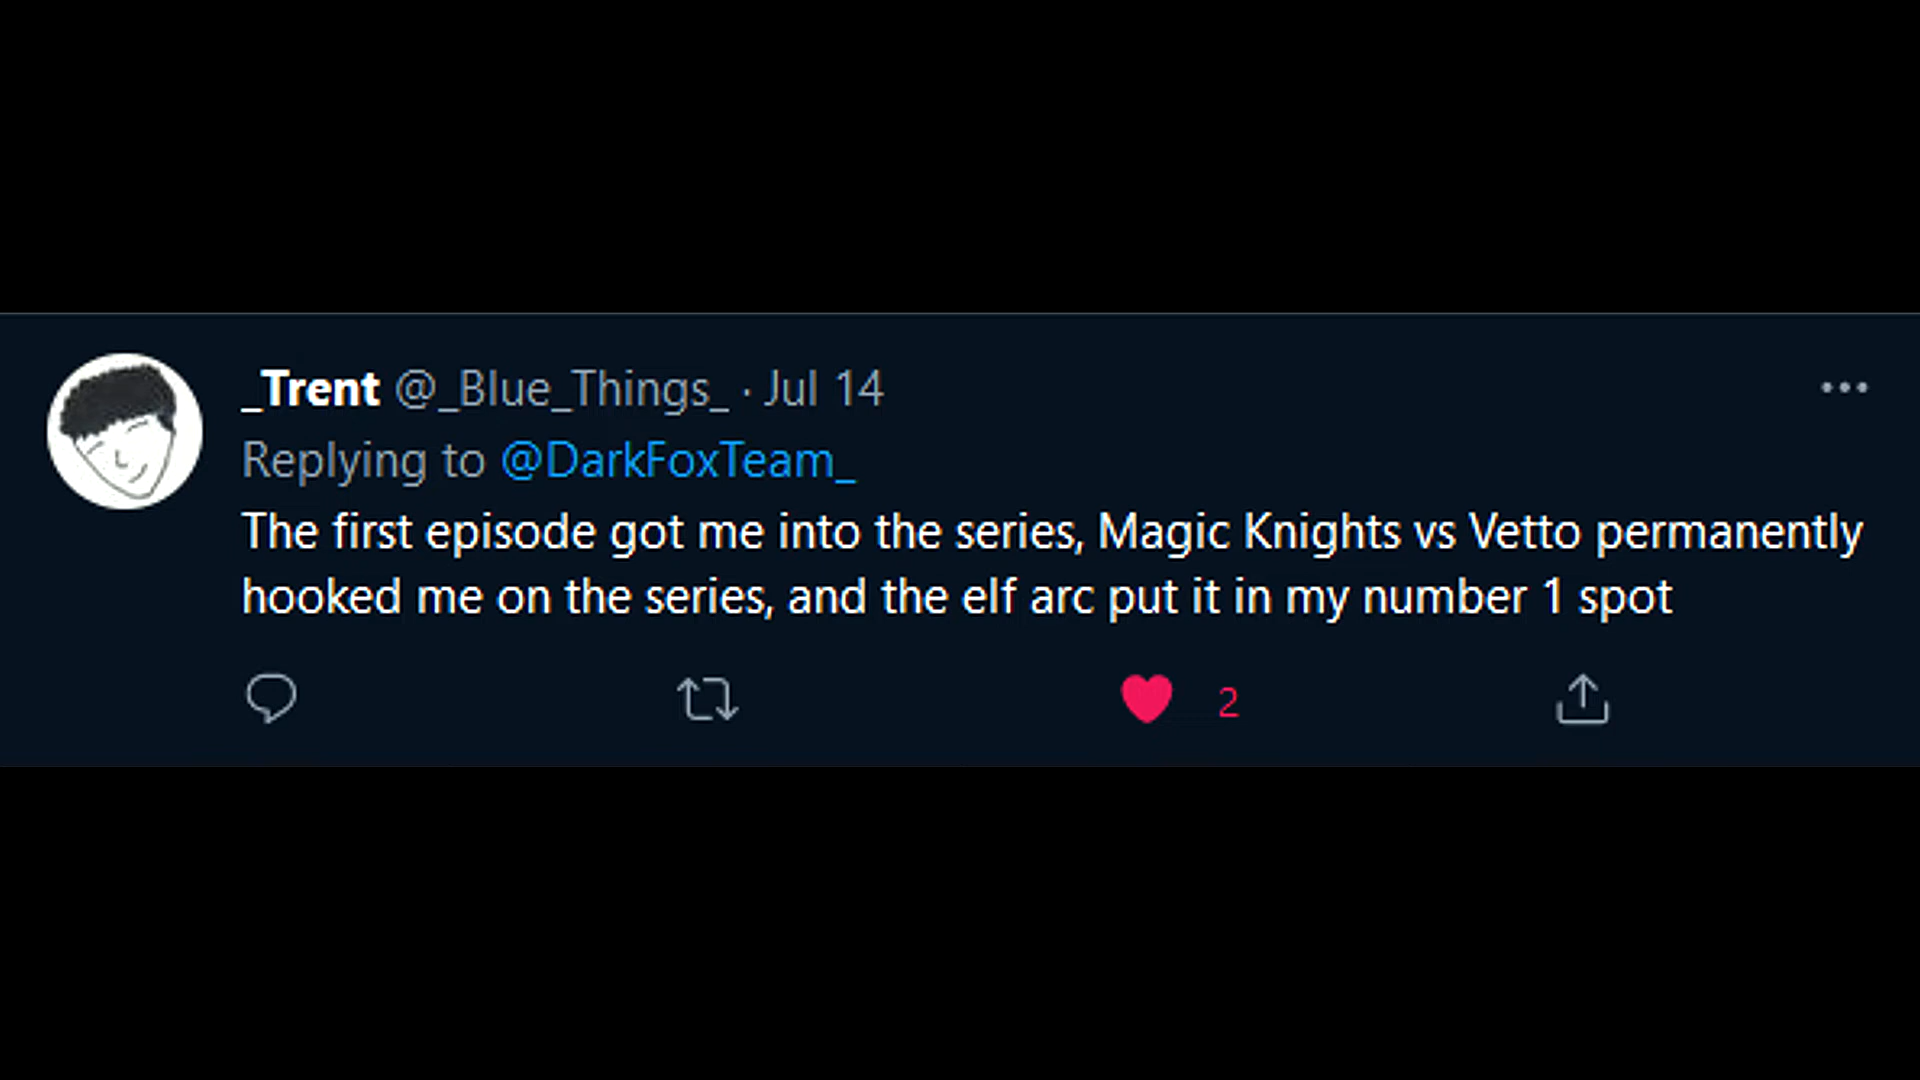 _Trent @_Blue_Things_ · Jul 14
Replying to @DarkFoxTeam_
The first episode got me into the series, Magic Knights vs Vetto permanently
hooked me on the series, and the elf arc put it in my number 1 spot
2